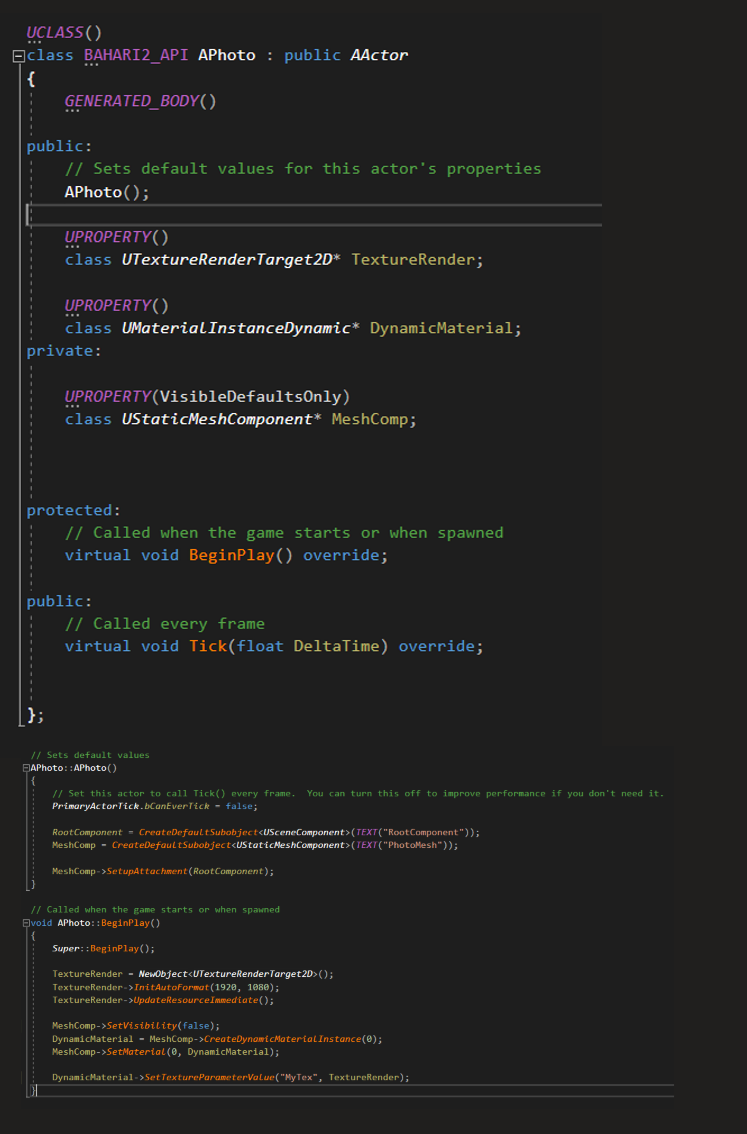 UCLASS()
class BAHARI2_API APhoto : public AActor
{
GENERATED_BODY()
public:
// Sets default values for this actor's properties
APhoto();
UPROPERTY()
class UTextureRenderTarget2D* TextureRender;
UPROPERTY()
class UMaterialInstanceDynamic* DynamicMaterial;
private:
UPROPERTY(VisibleDefaultsOnly)
class UStaticMeshComponent* MeshComp;
protected:
// Called when the game starts or when spawned
virtual void BeginPlay() override;
public:
// Called every frame
virtual void Tick(float DeltaTime) override;
};
// Sets default values
APhoto::APhoto()
{
// Set this actor to call Tick() every frame.  You can turn this off to improve performance if you don't need it.
PrimaryActorTick.bCanEverTick = false;
RootComponent = CreateDefaultSubobject<USceneComponent>(TEXT("RootComponent"));
MeshComp = CreateDefaultSubobject<UStaticMeshComponent>(TEXT("PhotoMesh"));
MeshComp->SetupAttachment(RootComponent);
}
// Called when the game starts or when spawned
void APhoto::BeginPlay()
{
Super::BeginPlay();
TextureRender = NewObject<UTextureRenderTarget2D>();
TextureRender->InitAutoFormat(1920, 1080);
TextureRender->UpdateResourceImmediate();
MeshComp->SetVisibility(false);
DynamicMaterial = MeshComp->CreateDynamicMaterialInstance(0);
MeshComp->SetMaterial(0, DynamicMaterial);
DynamicMaterial->SetTextureParameterValue("MyTex", TextureRender);
}